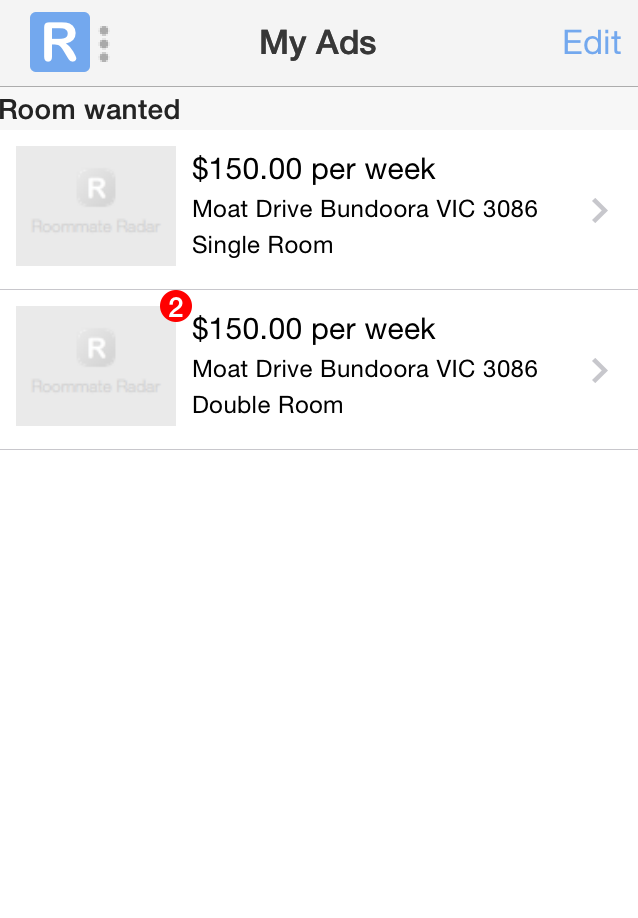 R
My Ads
Edit
Room wanted
R
Roommate Radar
$150.00 per week
Moat Drive Bundoora VIC 3086
Single Room
2
R
Roommate Radar
$150.00 per week
Moat Drive Bundoora VIC 3086
Double Room